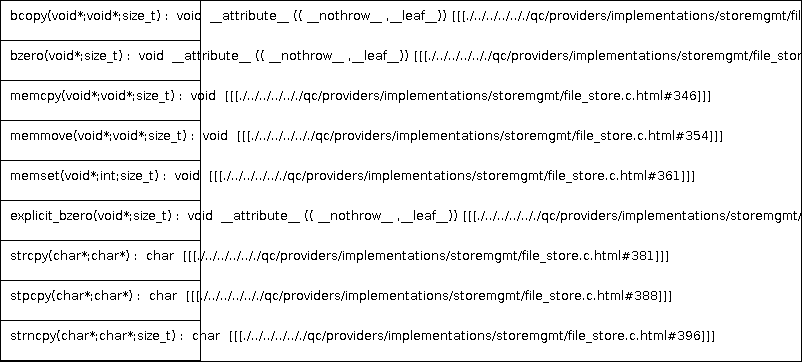 bcopy(void*;void*;size_t) : void __attribute__ (( __nothrow__ ,__leaf__)) [[[./../../../../../qc/providers/implementations/storemgmt/fil
bzero(void*;size_t) : void __attribute__ (( __nothrow__ ,__leaf__)) [[[./../../../../../qc/providers/implementations/storemgmt/file_stor
memcpy(void*;void*;size_t) : void [[[./../../../../../qc/providers/implementations/storemgmt/file_store.c.html#346]]]
memmove(void*;void*;size_t) : void [[[./../../../../../qc/providers/implementations/storemgmt/file_store.c.html#354]]]
memset(void*;int;size_t) : void [[[./../../../../../qc/providers/implementations/storemgmt/file_store.c.html#361]]]
explicit_bzero(void*;size_t) : void __attribute__ (( __nothrow__ ,__leaf__)) [[[./../../../../../qc/providers/implementations/storemgmt/
strcpy(char*;char*) : char [[[./../../../../../qc/providers/implementations/storemgmt/file_store.c.html#381]]]
stpcpy(char*;char*) : char [[[./../../../../../qc/providers/implementations/storemgmt/file_store.c.html#388]]]
strncpy(char*;char*;size_t) : char [[[./../../../../../qc/providers/implementations/storemgmt/file_store.c.html#396]]]